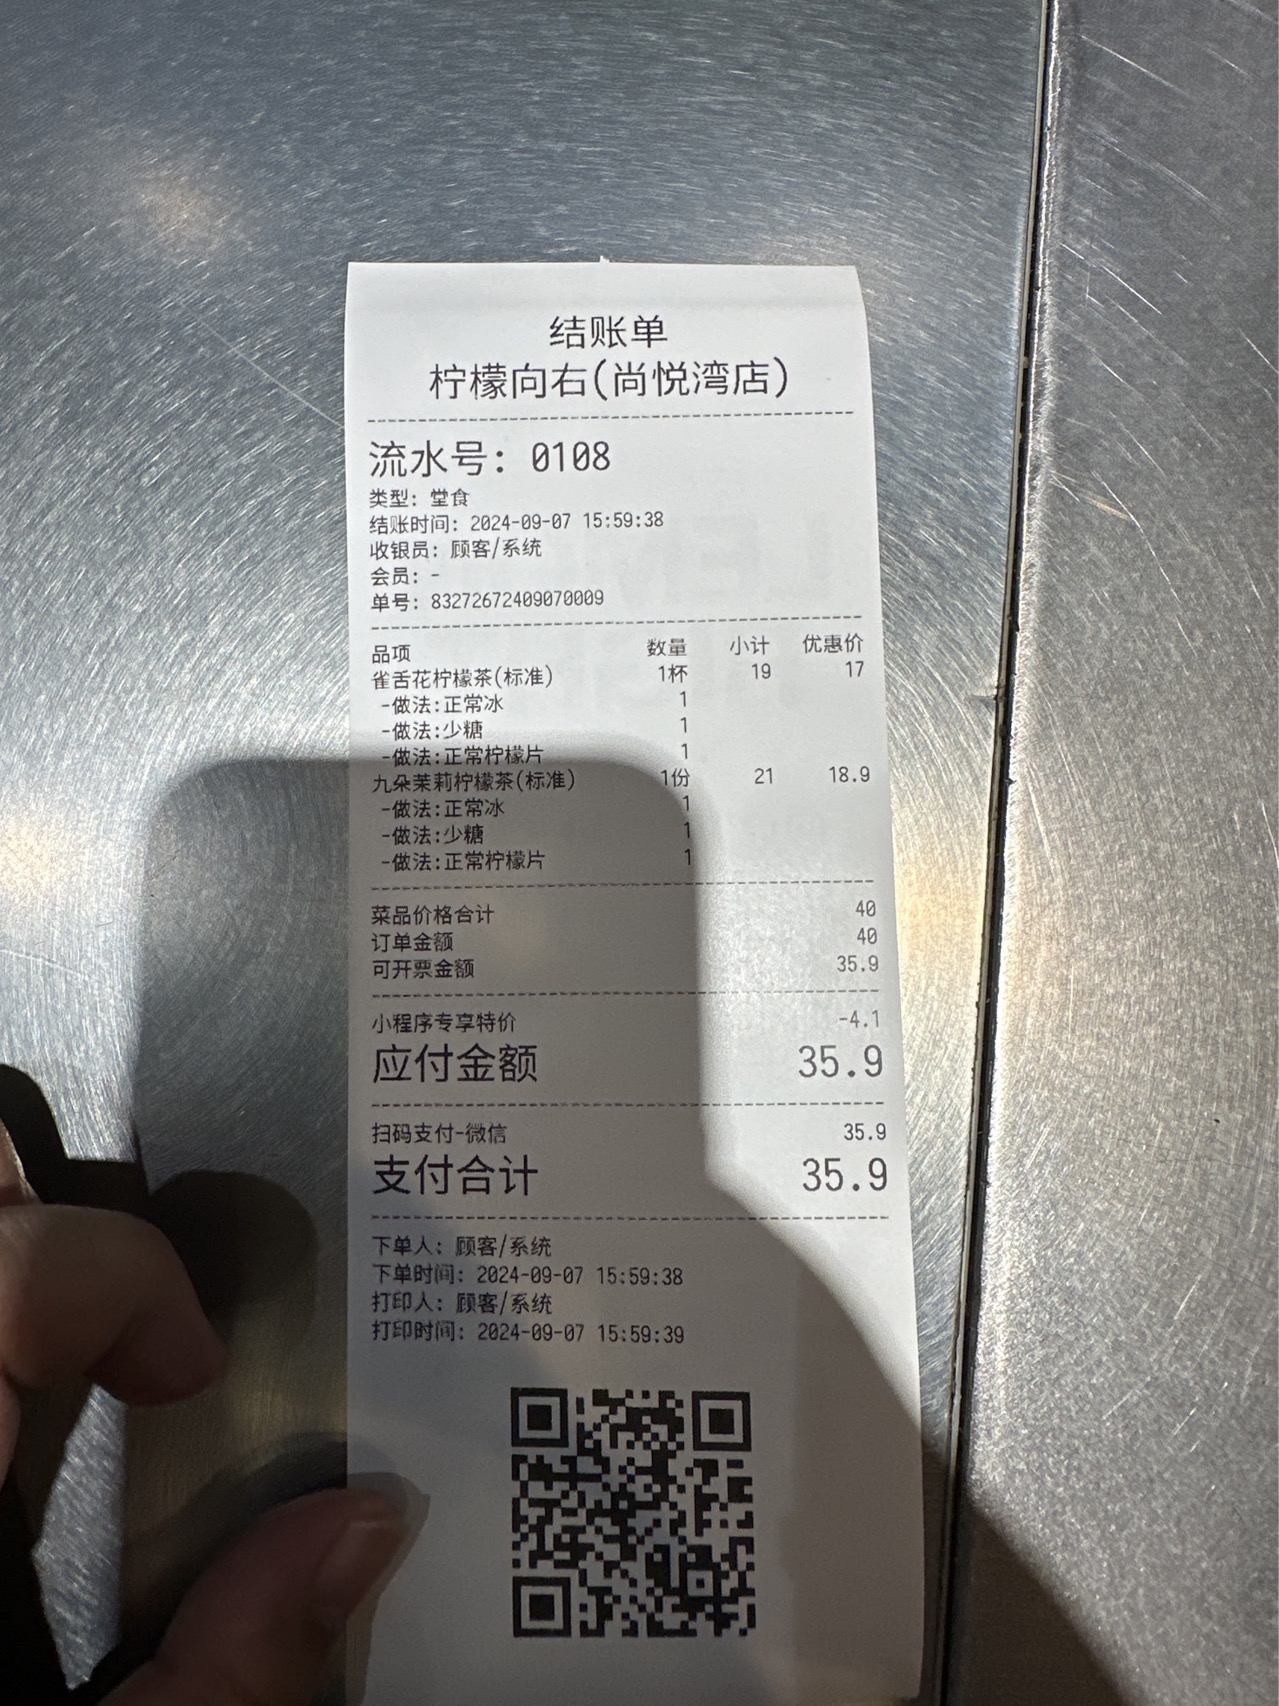 结账单
柠檬向右(尚悦湾店)
流水号: 0108
类型: 堂食
结账时间: 2024-09-07 15:59:38
收银员: 顾客/系统
会员: -
单号: 83272672409070009
品项 数量 小计 优惠价
雀舌花柠檬茶(标准) 1杯 19 17
-做法:正常冰 1
-做法:少糖 1
-做法:正常柠檬片 1
九朵茉莉柠檬茶(标准) 1份 21 18.9
-做法:正常冰 1
-做法:少糖 1
-做法:正常柠檬片 1
菜品价格合计 40
订单金额 40
可开票金额 35.9
小程序专享特价 -4.1
应付金额 35.9
扫码支付-微信 35.9
支付合计 35.9
下单人: 顾客/系统
下单时间: 2024-09-07 15:59:38
打印人: 顾客/系统
打印时间: 2024-09-07 15:59:39